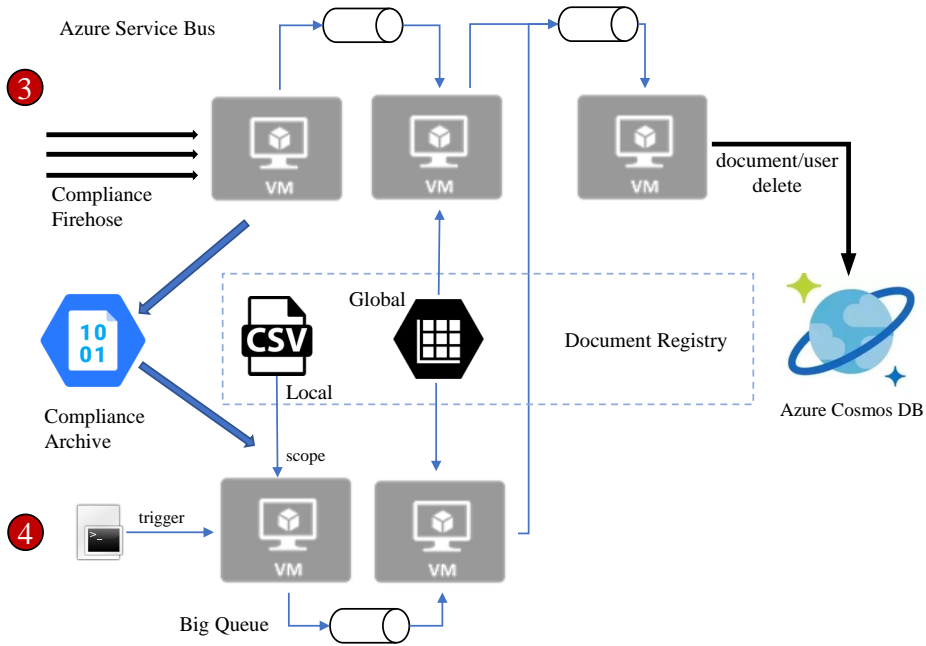 Azure Service Bus
3
VM
VM
VM
Compliance
Firehose
document/user
delete
Global
CSV
Document Registry
10
01
Local
Azure Cosmos DB
Compliance
Archive
scope
4
trigger
>_
VM
VM
Big Queue